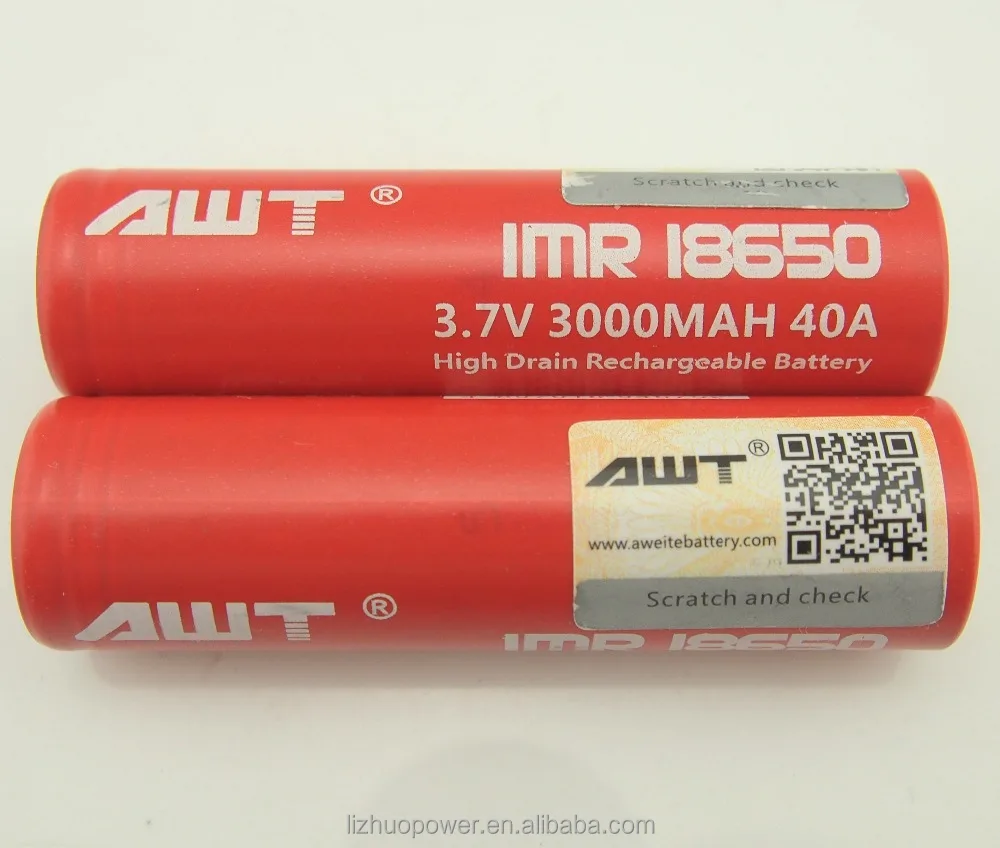 Scratch and check
AWT ®
IMR 18650
3.7V 3000MAH 40A
High Drain Rechargeable Battery
AWT ®
www.aweitebattery.com
Scratch and check
AWT ®
IMR 18650
lizhuopower.en.alibaba.com